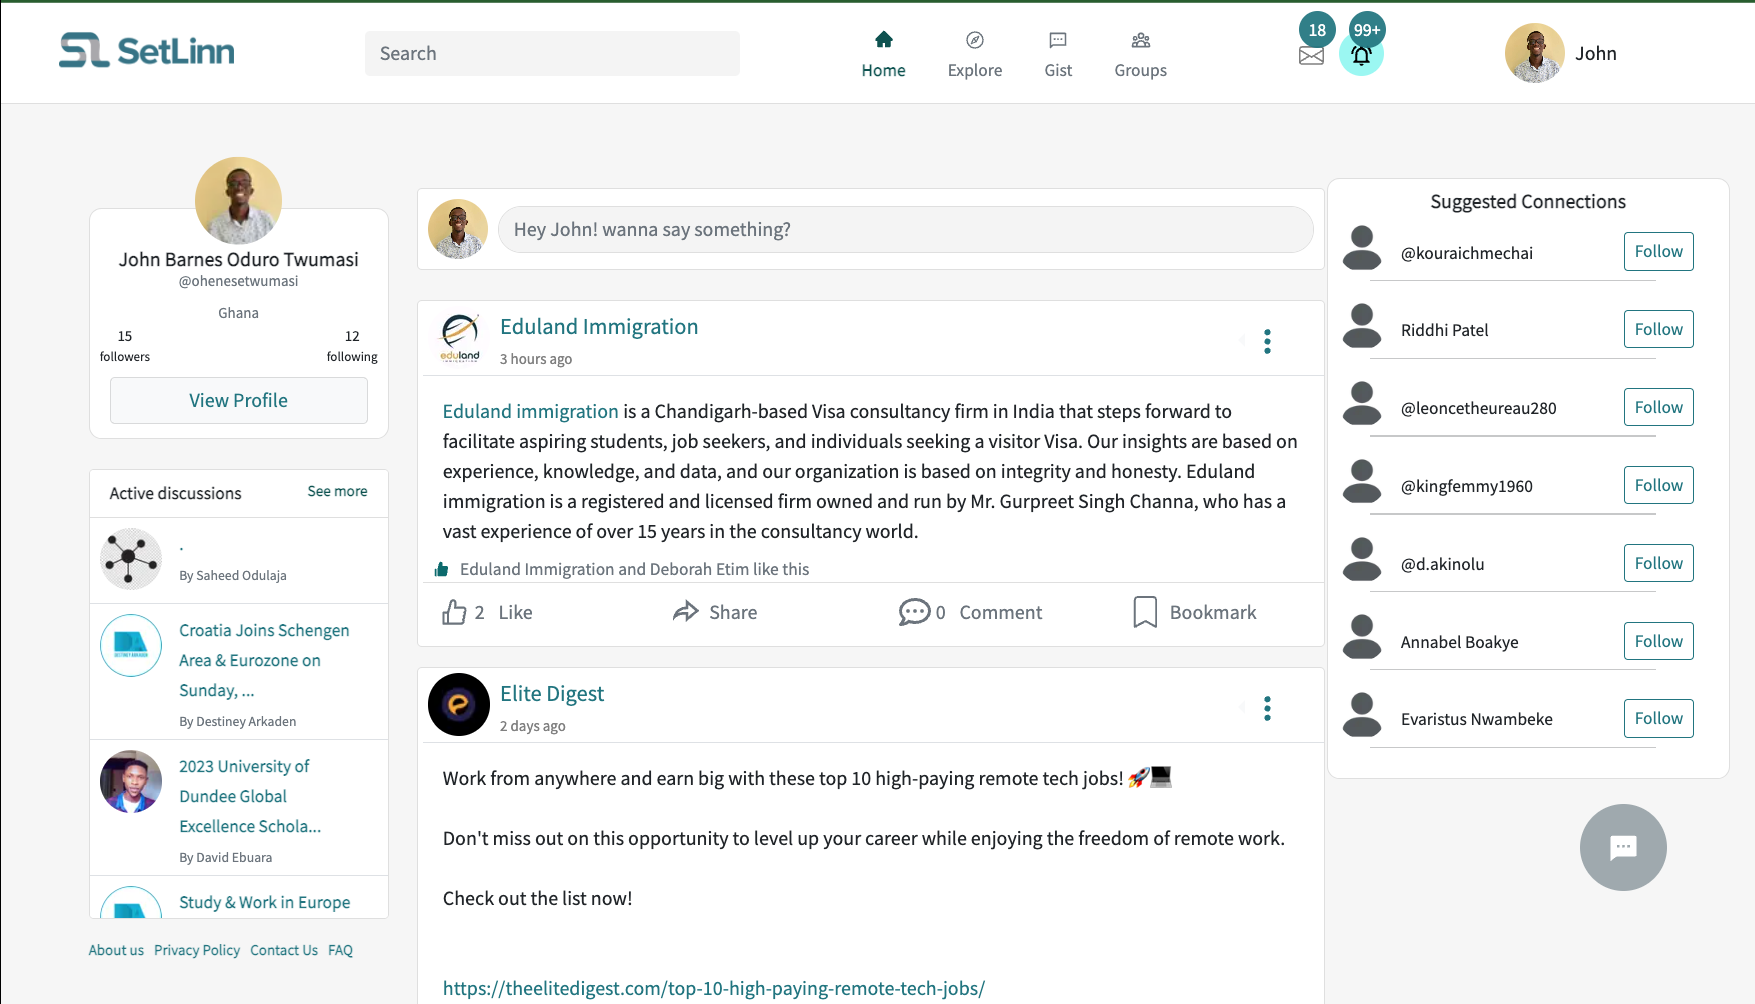 SetLinn
Search
Home
Explore
Gist
Groups
18
99+
John
John Barnes Oduro Twumasi
@ohenesetwumasi
Ghana
15
followers
12
following
View Profile
Active discussions
See more
.
By Saheed Odulaja
Croatia Joins Schengen
Area & Eurozone on
Sunday, ...
By Destiney Arkaden
2023 University of
Dundee Global
Excellence Schola...
By David Ebuara
Study & Work in Europe
About us Privacy Policy Contact Us FAQ
Hey John! wanna say something?
eduland
Eduland Immigration
3 hours ago
Eduland immigration is a Chandigarh-based Visa consultancy firm in India that steps forward to
facilitate aspiring students, job seekers, and individuals seeking a visitor Visa. Our insights are based on
experience, knowledge, and data, and our organization is based on integrity and honesty. Eduland
immigration is a registered and licensed firm owned and run by Mr. Gurpreet Singh Channa, who has a
vast experience of over 15 years in the consultancy world.
Eduland Immigration and Deborah Etim like this
2 Like
Share
0 Comment
Bookmark
Elite Digest
2 days ago
Work from anywhere and earn big with these top 10 high-paying remote tech jobs! 🚀💻
Don't miss out on this opportunity to level up your career while enjoying the freedom of remote work.
Check out the list now!
https://theelitedigest.com/top-10-high-paying-remote-tech-jobs/
Suggested Connections
@kouraichmechai
Follow
Riddhi Patel
Follow
@leoncetheureau280
Follow
@kingfemmy1960
Follow
@d.akinolu
Follow
Annabel Boakye
Follow
Evaristus Nwambeke
Follow